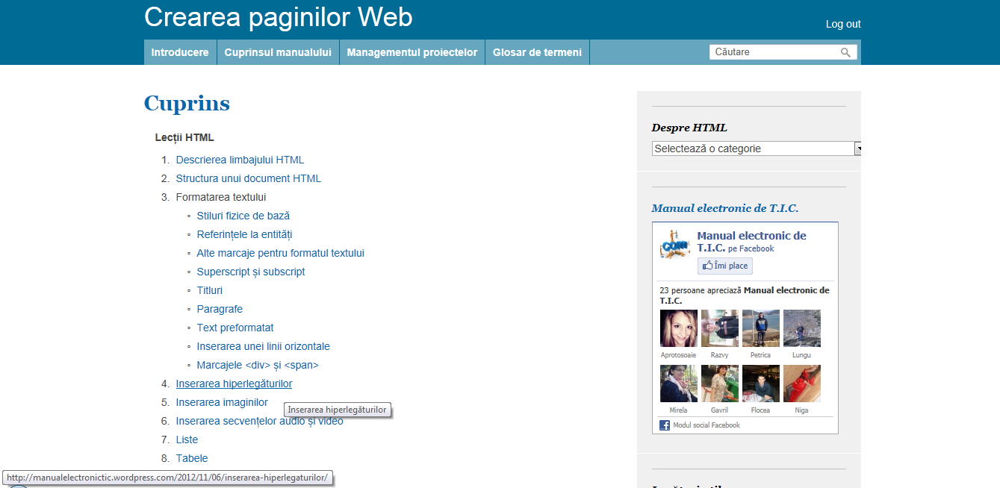 Crearea paginilor Web
Log out
Introducere
Cuprinsul manualului
Managementul proiectelor
Glosar de termeni
Căutare
Cuprins
Lecții HTML
1. Descrierea limbajului HTML
2. Structura unui document HTML
3. Formatarea textului
Stiluri fizice de bază
Referințele la entități
Alte marcaje pentru formatul textului
Superscript și subscript
Titluri
Paragrafe
Text preformatat
Inserarea unei linii orizontale
Marcajele <div> și <span>
4. Inserarea hiperlegăturilor
5. Inserarea imaginilor
Inserarea hiperlegăturilor
6. Inserarea secvențelor audio și video
7. Liste
8. Tabele
http://manualelectronictic.wordpress.com/2012/11/06/inserarea-hiperlegaturilor/
Despre HTML
Selectează o categorie
Manual electronic de T.I.C.
Manual electronic de
T.I.C. pe Facebook
Îmi place
23 persoane apreciază Manual electronic de
T.I.C.
Aprotosoaie Razvy Petrica Lungu
Mirela Gavril Flocea Niga
Modul social Facebook